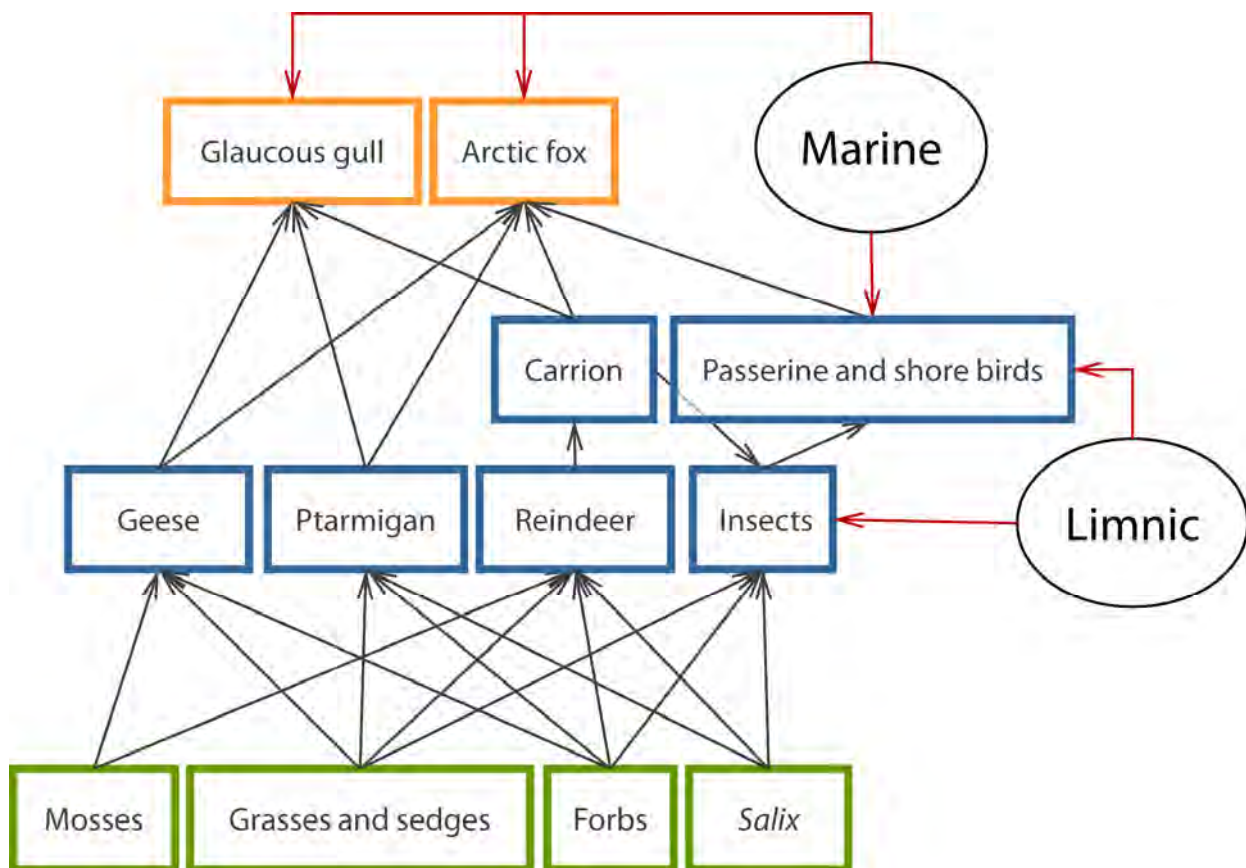 Glaucous gull
Arctic fox
Marine
Carrion
Passerine and shore birds
Geese
Ptarmigan
Reindeer
Insects
Limnic
Mosses
Grasses and sedges
Forbs
Salix